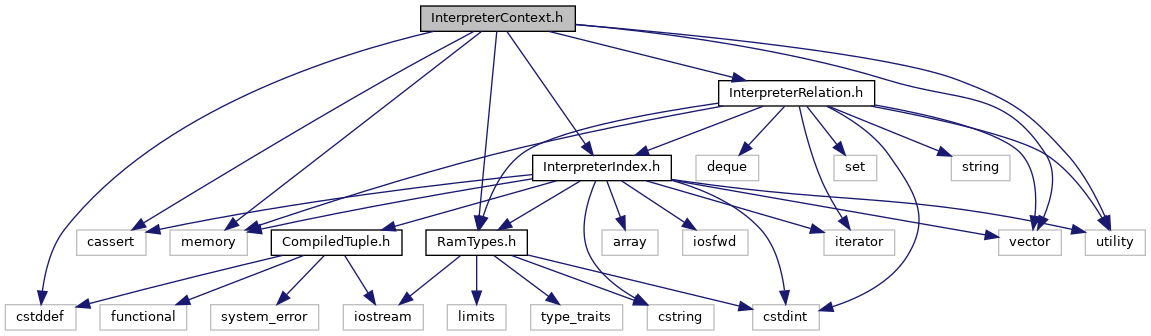 InterpreterContext.h
InterpreterRelation.h
InterpreterIndex.h
deque
set
string
cassert
memory
CompiledTuple.h
RamTypes.h
array
iosfwd
iterator
vector
utility
cstddef
functional
system_error
iostream
limits
type_traits
cstring
cstdint